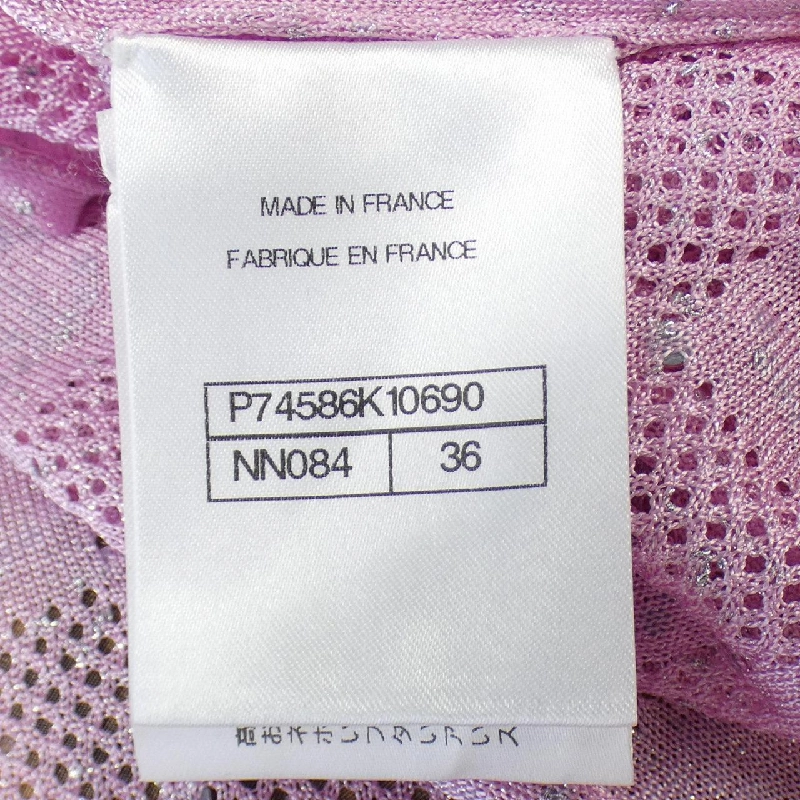 MADE IN FRANCE
FABRIQUE EN FRANCE
P74586K10690
NN084 36